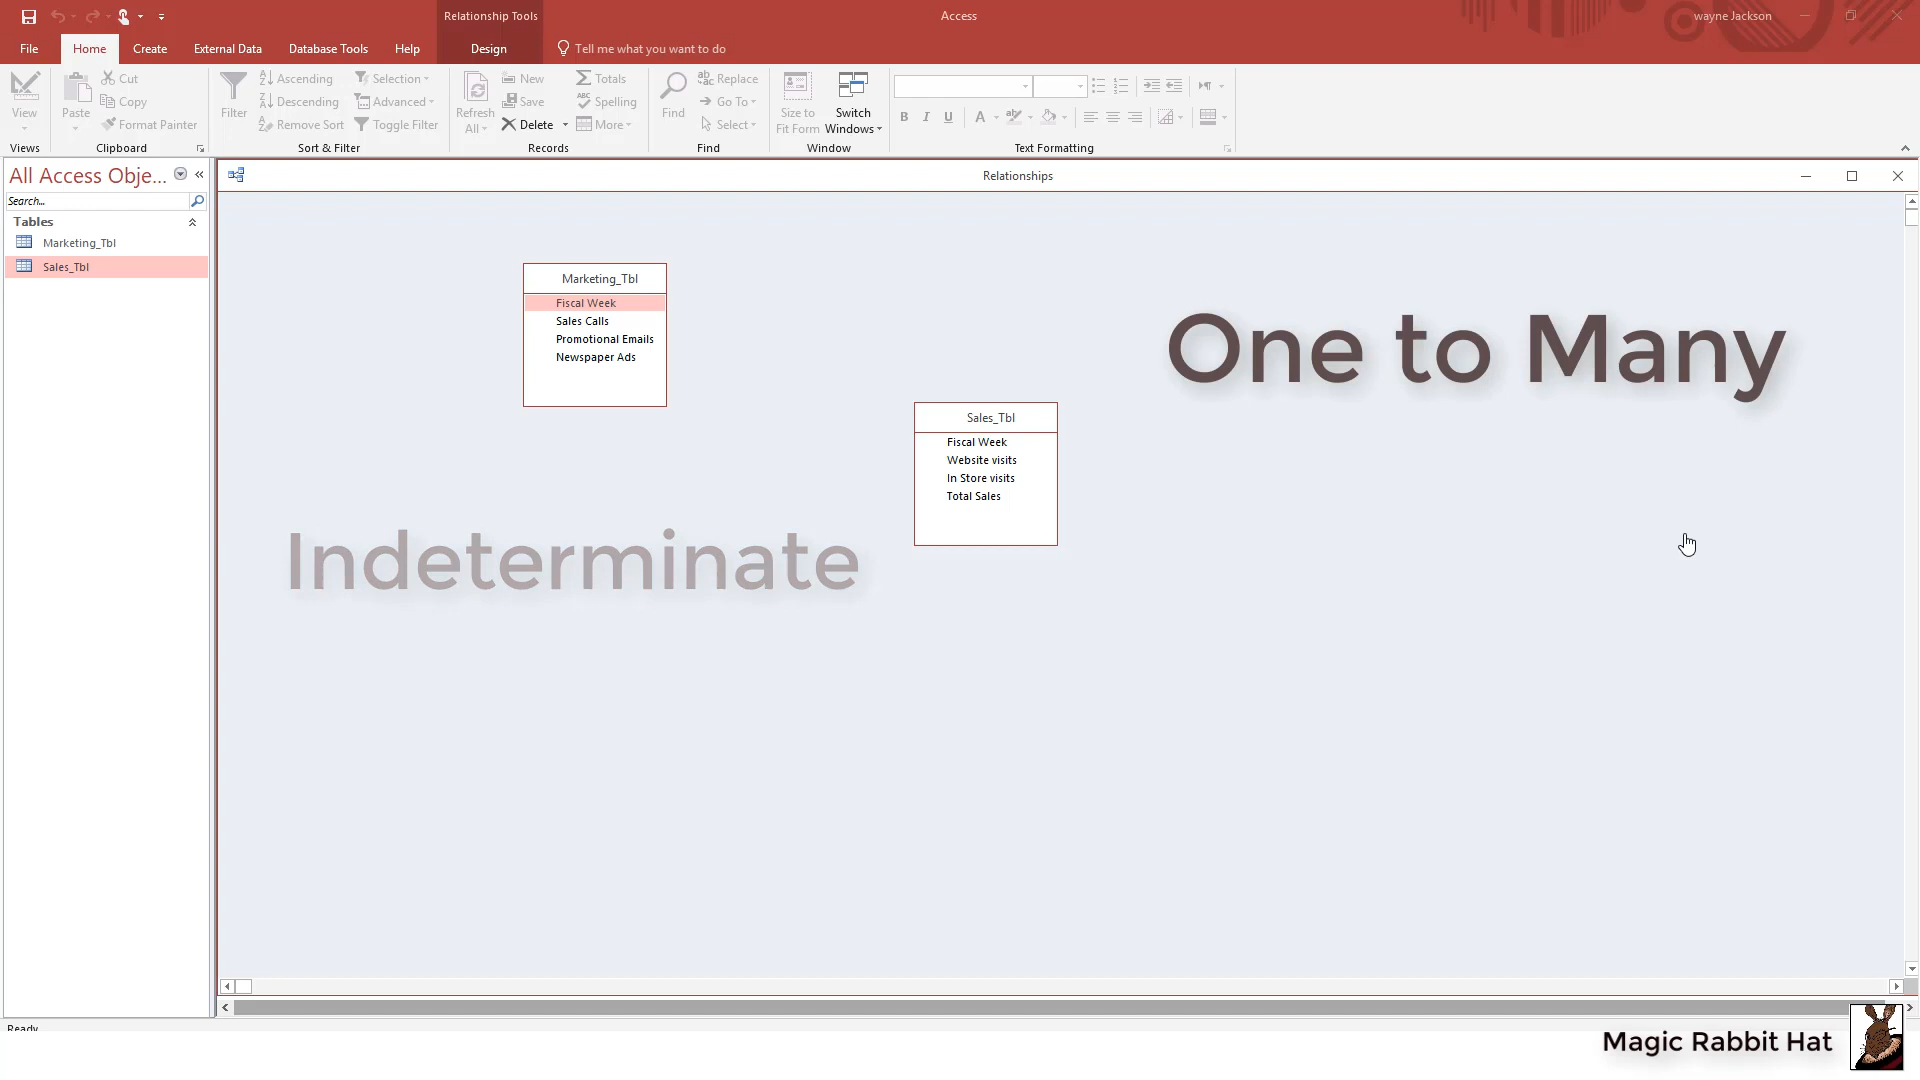 Relationship Tools
Access
wayne Jackson
File
Home
Create
External Data
Database Tools
Help
Design
Tell me what you want to do
View
Paste
Cut
Copy
Format Painter
Filter
Ascending
Descending
Remove Sort
Selection
Advanced
Toggle Filter
Refresh
All
New
Save
Delete
Totals
Spelling
More
Find
Replace
Go To
Select
Size to
Fit Form
Switch
Windows
B I U A
Views
Clipboard
Sort & Filter
Records
Find
Window
Text Formatting
All Access Obje...
Search...
Tables
Marketing_Tbl
Sales_Tbl
Relationships
Marketing_Tbl
Fiscal Week
Sales Calls
Promotional Emails
Newspaper Ads
One to Many
Sales_Tbl
Fiscal Week
Website visits
In Store visits
Total Sales
Indeterminate
Ready
Magic Rabbit Hat